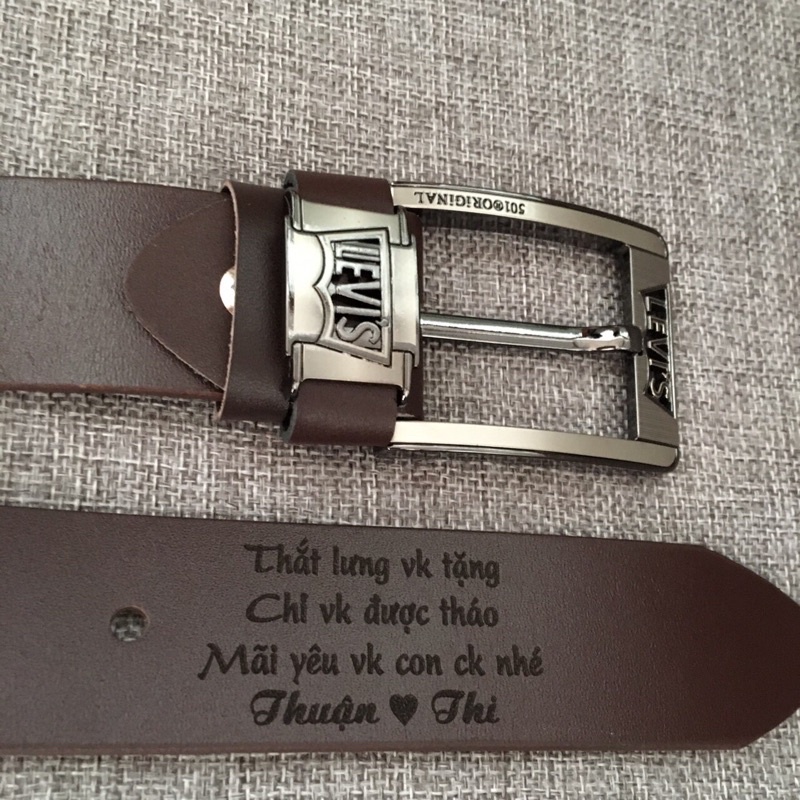 501®ORiGiNAL
LEVI'S
LEVI'S
Thắt lưng vk tặng
Chỉ vk được tháo
Mãi yêu vk con ck nhé
Thuận ♥ Thi